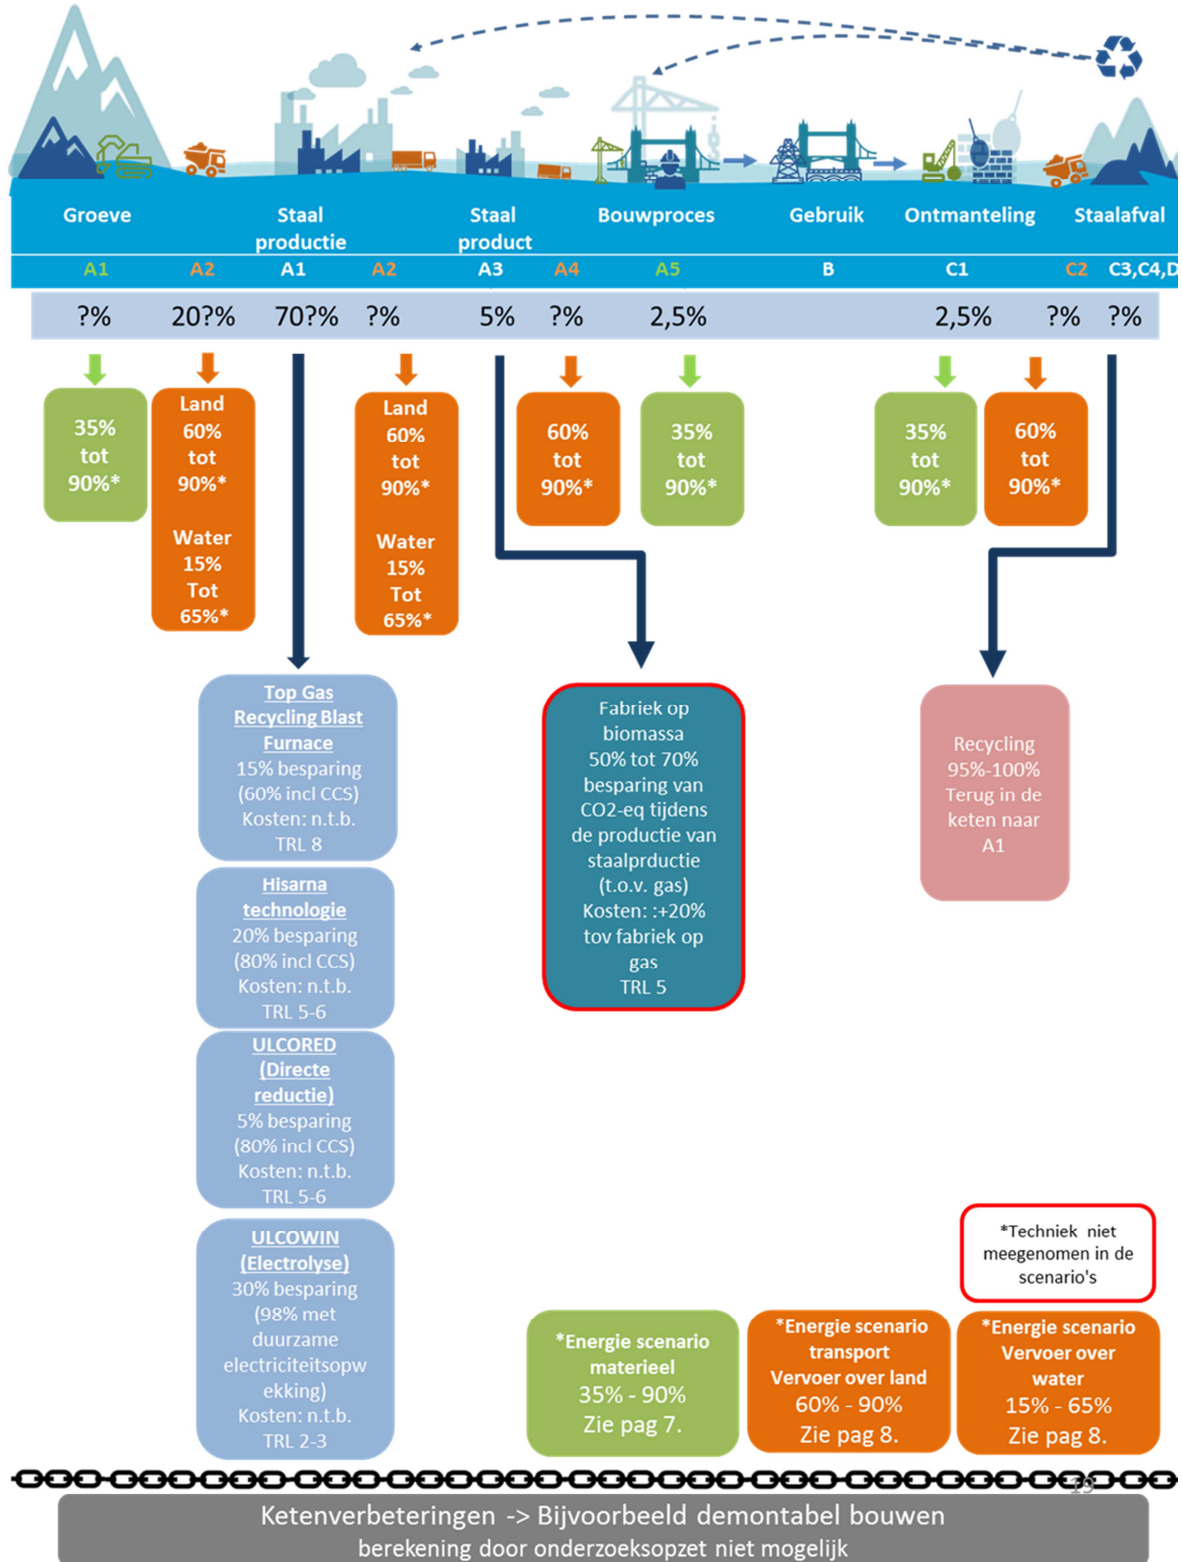 Groeve
Staal
productie
Staal
product
Bouwproces
Gebruik
Ontmanteling
Staalafval
A1
A2
A1
A2
A3
A4
A5
B
C1
C2
C3,C4,D
?%
20?%
70?%
?%
5%
?%
2,5%
2,5%
?%
?%
35%
tot
90%*
Land
60%
tot
90%*
Water
15%
Tot
65%*
Land
60%
tot
90%*
Water
15%
Tot
65%*
60%
tot
90%*
35%
tot
90%*
35%
tot
90%*
60%
tot
90%*
Top Gas
Recycling Blast
Furnace
15% besparing
(60% incl CCS)
Kosten: n.t.b.
TRL 8
Hisarna
technologie
20% besparing
(80% incl CCS)
Kosten: n.t.b.
TRL 5-6
ULCORED
(Directe
reductie)
5% besparing
(80% incl CCS)
Kosten: n.t.b.
TRL 5-6
ULCOWIN
(Electrolyse)
30% besparing
(98% met
duurzame
electriciteitsopw
ekking)
Kosten: n.t.b.
TRL 2-3
Fabriek op
biomassa
50% tot 70%
besparing van
CO2-eq tijdens
de productie van
staalprductie
(t.o.v. gas)
Kosten: :+20%
tov fabriek op
gas
TRL 5
Recycling
95%-100%
Terug in de
keten naar
A1
*Techniek niet
meegenomen in de
scenario's
*Energie scenario
materieel
35% - 90%
Zie pag 7.
*Energie scenario
transport
Vervoer over land
60% - 90%
Zie pag 8.
*Energie scenario
Vervoer over
water
15% - 65%
Zie pag 8.
19
Ketenverbeteringen -> Bijvoorbeeld demontabel bouwen
berekening door onderzoeksopzet niet mogelijk